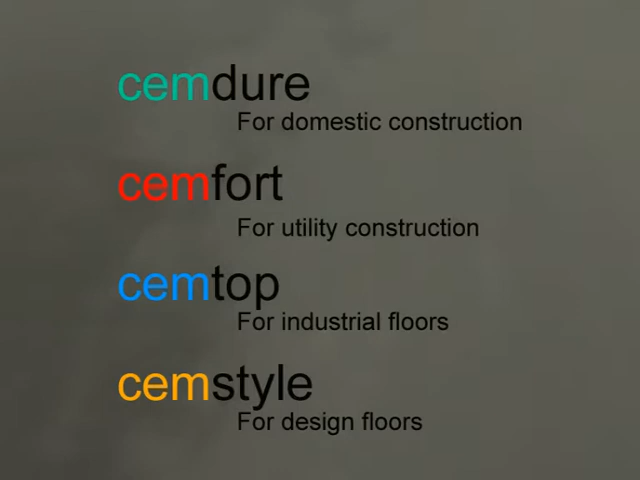 cemdure
For domestic construction
cemfort
For utility construction
cemtop
For industrial floors
cemstyle
For design floors